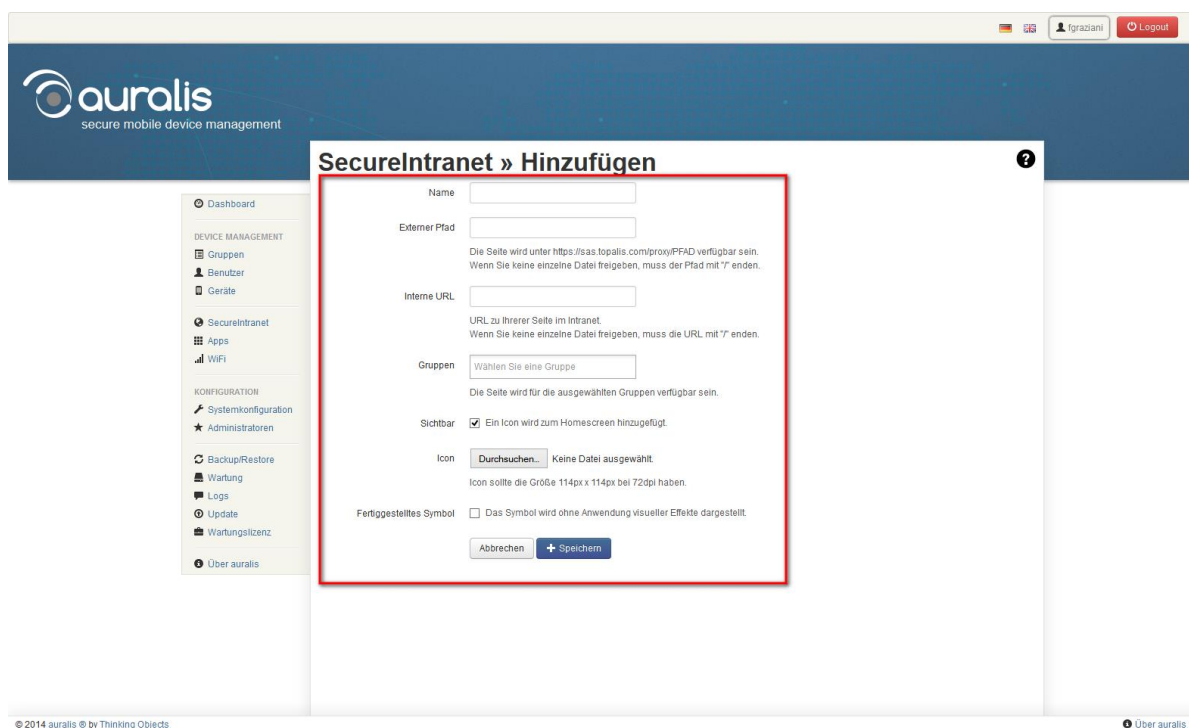 fgraziani
Logout
auralis
secure mobile device management
SecureIntranet » Hinzufügen
Dashboard
DEVICE MANAGEMENT
Gruppen
Benutzer
Geräte
SecureIntranet
Apps
WiFi
KONFIGURATION
Systemkonfiguration
Administratoren
Backup/Restore
Wartung
Logs
Update
Wartungslizenz
Über auralis
Name
Externer Pfad
Die Seite wird unter https://sas.topalis.com/proxy/PFAD verfügbar sein.
Wenn Sie keine einzelne Datei freigeben, muss der Pfad mit "/" enden.
Interne URL
URL zu Ihrerer Seite im Intranet.
Wenn Sie keine einzelne Datei freigeben, muss die URL mit "/" enden.
Gruppen
Wählen Sie eine Gruppe
Die Seite wird für die ausgewählten Gruppen verfügbar sein.
Sichtbar
Ein Icon wird zum Homescreen hinzugefügt.
Icon
Durchsuchen... Keine Datei ausgewählt.
Icon sollte die Größe 114px x 114px bei 72dpi haben.
Fertiggestelltes Symbol
Das Symbol wird ohne Anwendung visueller Effekte dargestellt.
Abbrechen
Speichern
© 2014 auralis ® by Thinking Objects
Über auralis